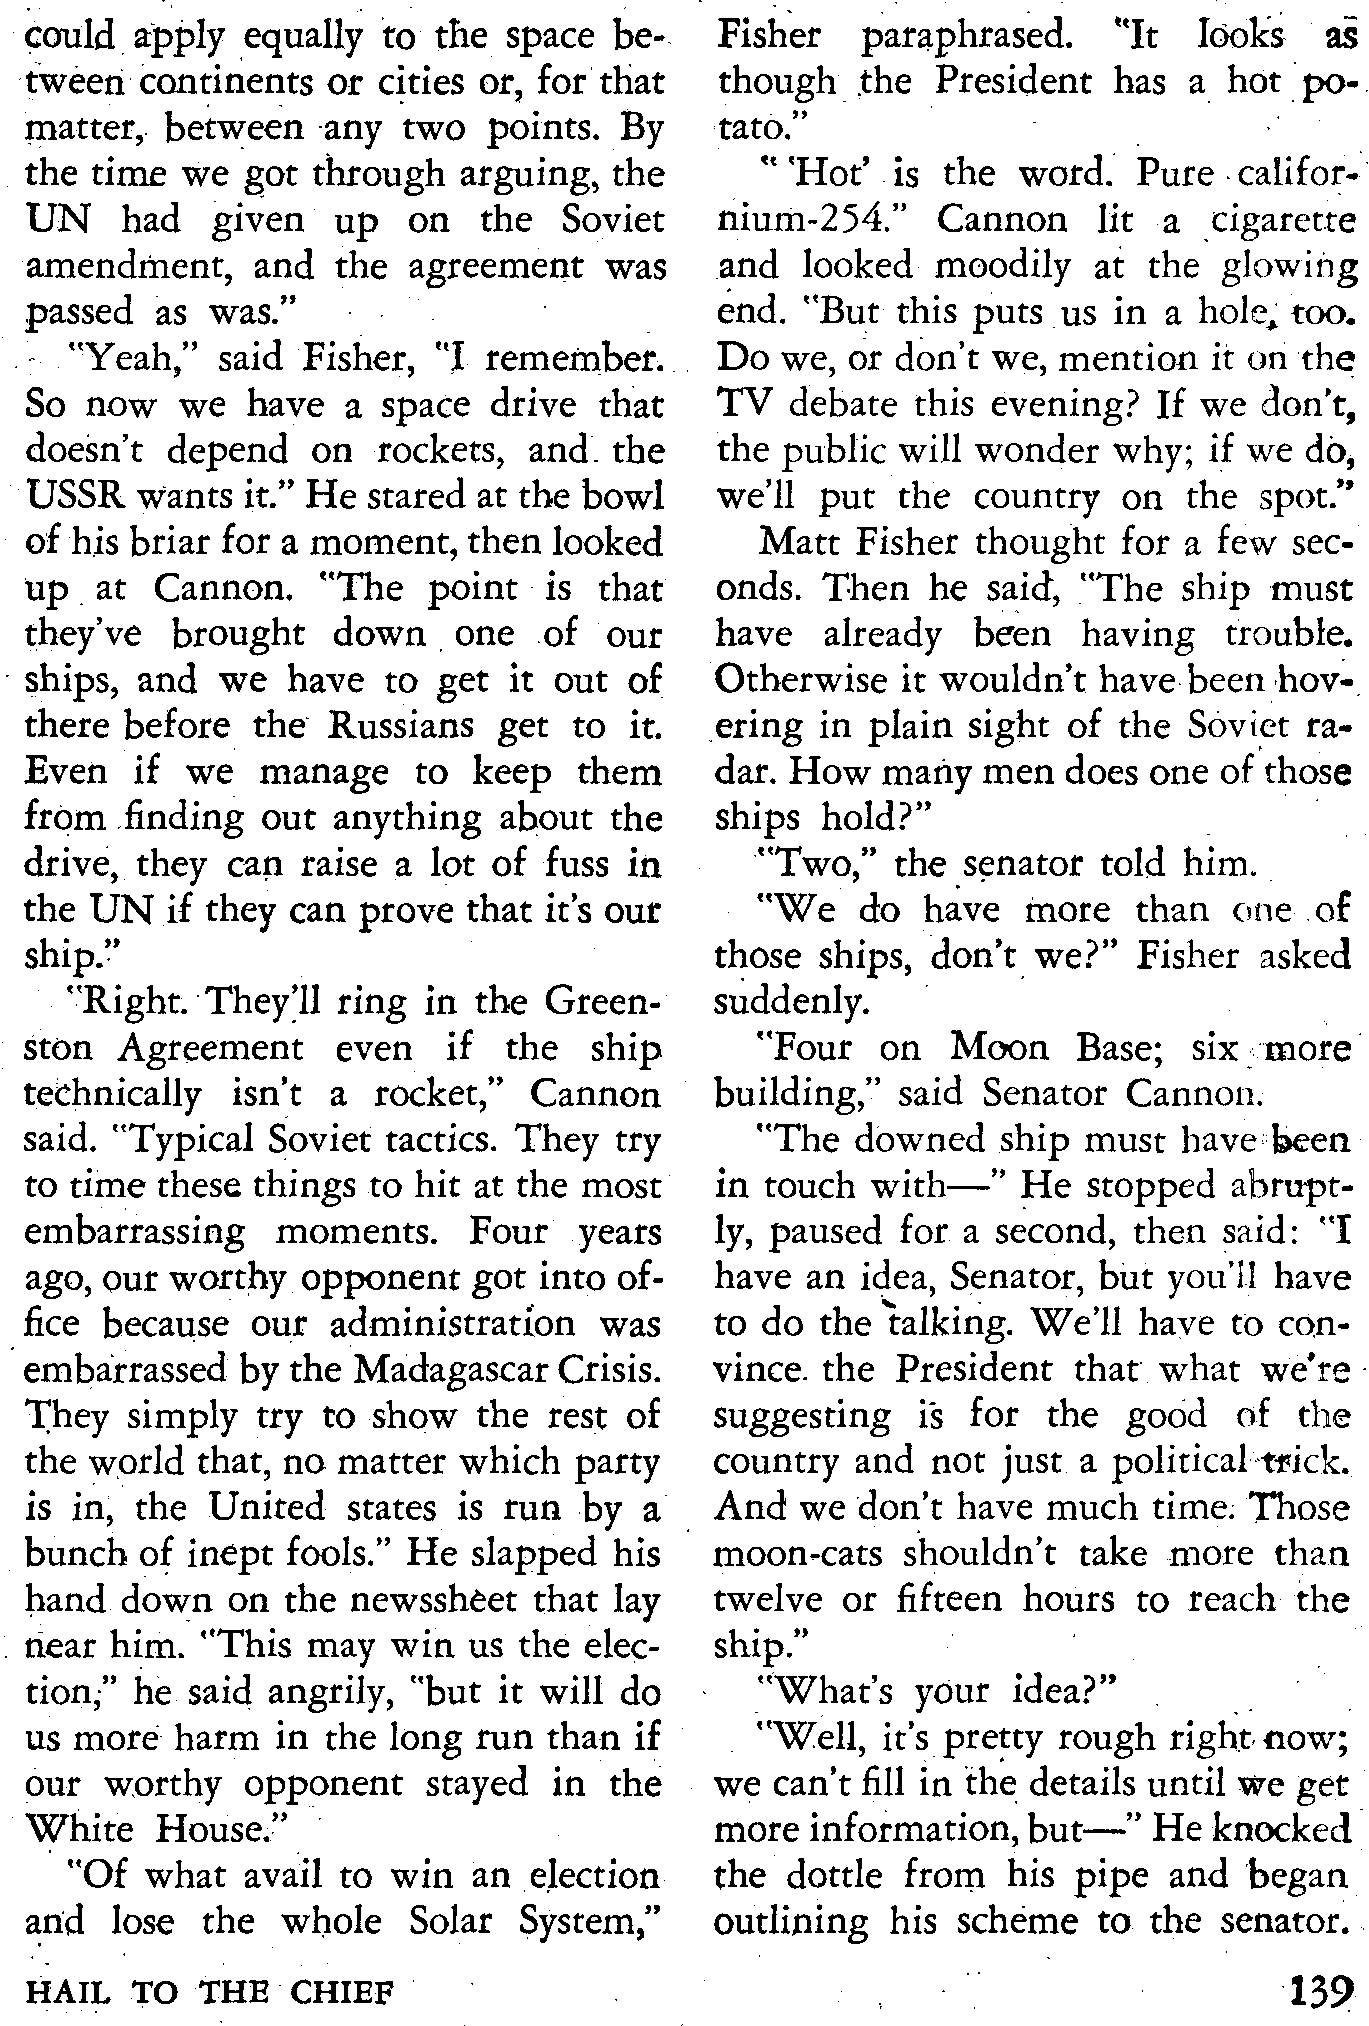 could apply equally to the space be-
tween continents or cities or, for that
matter, between any two points. By
the time we got through arguing, the
UN had given up on the Soviet
amendment, and the agreement was
passed as was.”
"Yeah,” said Fisher, "I remember.
So now we have a space drive that
doesn't depend on rockets, and the
USSR wants it.” He stared at the bowl
of his briar for a moment, then looked
up at Cannon. "The point is that
they've brought down one of our
ships, and we have to get it out of
there before the Russians get to it.
Even if we manage to keep them
from finding out anything about the
drive, they can raise a lot of fuss in
the UN if they can prove that it's our
ship.”
"Right. They'll ring in the Green-
ston Agreement even if the ship
technically isn't a rocket,” Cannon
said. "Typical Soviet tactics. They try
to time these things to hit at the most
embarrassing moments. Four years
ago, our worthy opponent got into of-
fice because our administration was
embarrassed by the Madagascar Crisis.
They simply try to show the rest of
the world that, no matter which party
is in, the United states is run by a
bunch of inept fools.” He slapped his
hand down on the newssheet that lay
near him. "This may win us the elec-
tion,” he said angrily, "but it will do
us more harm in the long run than if
our worthy opponent stayed in the
White House.”
"Of what avail to win an election
and lose the whole Solar System,”
Fisher paraphrased. "It looks as
though the President has a hot po-
tato.”
" 'Hot' is the word. Pure califor-
nium-254.” Cannon lit a cigarette
and looked moodily at the glowing
end. "But this puts us in a hole, too.
Do we, or don't we, mention it on the
TV debate this evening? If we don't,
the public will wonder why; if we do,
we'll put the country on the spot.”
Matt Fisher thought for a few sec-
onds. Then he said, "The ship must
have already been having trouble.
Otherwise it wouldn't have been hov-
ering in plain sight of the Soviet ra-
dar. How many men does one of those
ships hold?”
"Two,” the senator told him.
"We do have more than one of
those ships, don't we?” Fisher asked
suddenly.
"Four on Moon Base; six more
building,” said Senator Cannon.
"The downed ship must have been
in touch with—” He stopped abrupt-
ly, paused for a second, then said: "I
have an idea, Senator, but you'll have
to do the talking. We'll have to con-
vince the President that what we're
suggesting is for the good of the
country and not just a political trick.
And we don't have much time. Those
moon-cats shouldn't take more than
twelve or fifteen hours to reach the
ship.”
"What's your idea?”
"Well, it's pretty rough right now;
we can't fill in the details until we get
more information, but—” He knocked
the dottle from his pipe and began
outlining his scheme to the senator.
HAIL TO THE CHIEF
139